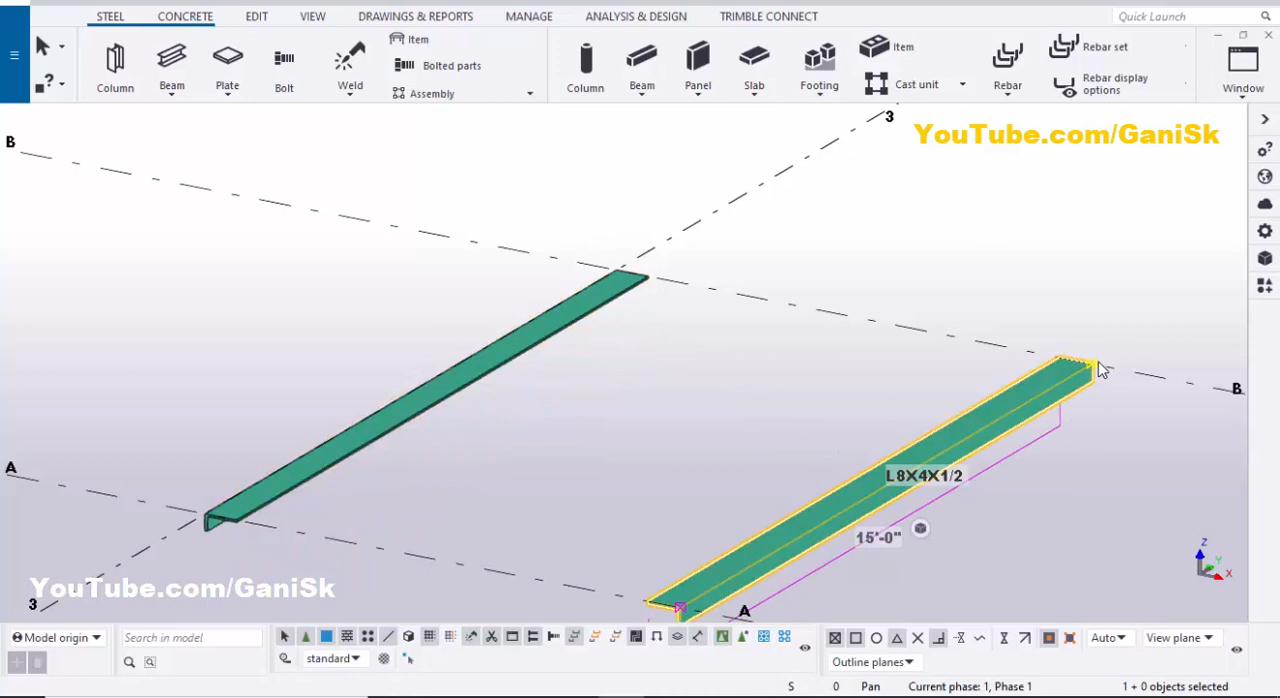 STEEL CONCRETE EDIT VIEW DRAWINGS & REPORTS MANAGE ANALYSIS & DESIGN TRIMBLE CONNECT Quick Launch
Column Beam Plate Bolt Weld Item Bolted parts Assembly Column Beam Panel Slab Footing Item Cast unit Rebar Rebar set Rebar display options Window
YouTube.com/GaniSk
3
B
A
B
L8X4X1/2
15'-0"
Z
Y
X
YouTube.com/GaniSk
3
A
Model origin Search in model Auto View plane
standard Outline planes
S 0 Pan Current phase: 1, Phase 1 1 + 0 objects selected